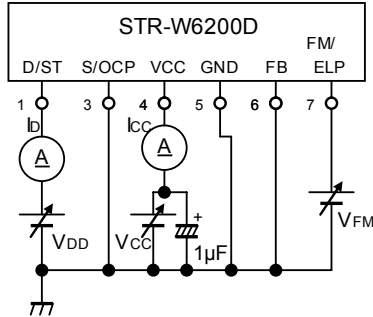 STR-W6200D
D/ST S/OCP VCC GND FB FM/ ELP
1 3 4 5 6 7
ID ICC
A A
VDD VCC + 1µF VFM